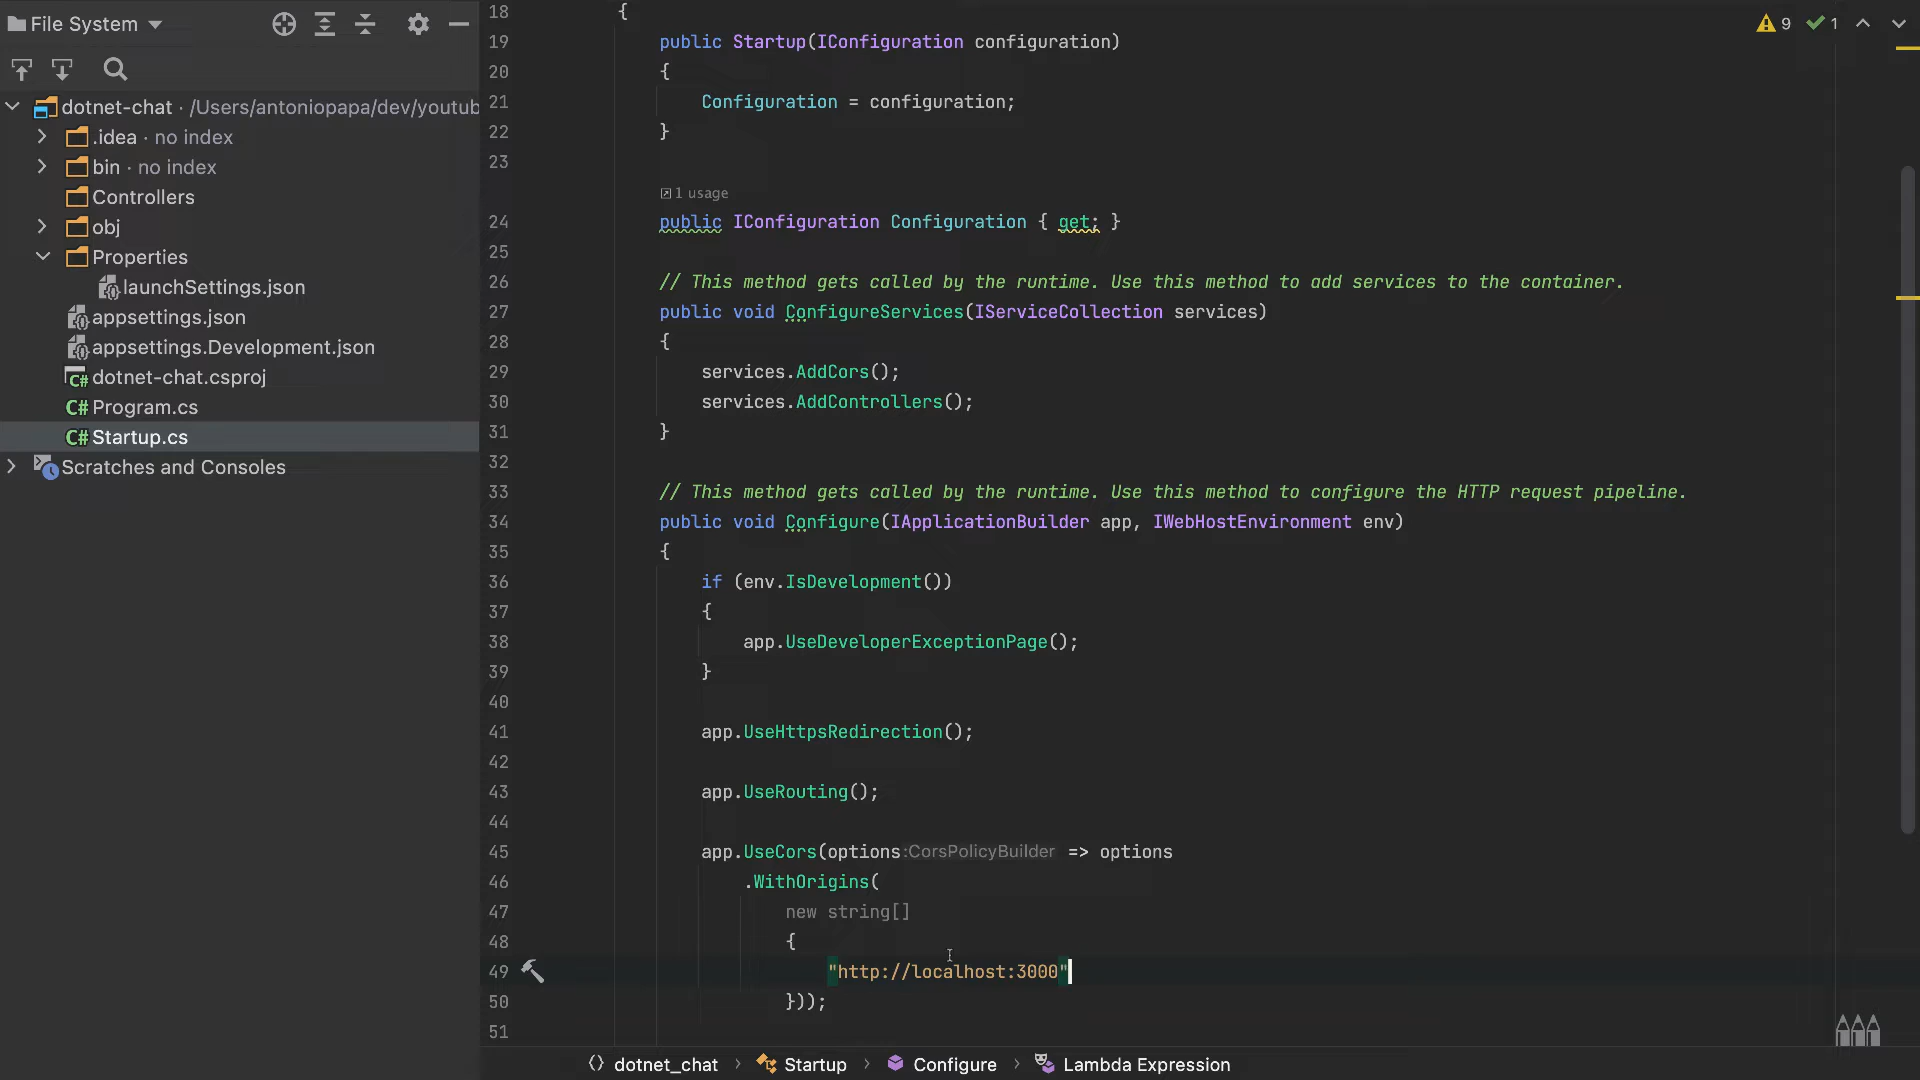 File System
dotnet-chat · /Users/antoniopapa/dev/youtub
.idea · no index
bin · no index
Controllers
obj
Properties
launchSettings.json
appsettings.json
appsettings.Development.json
C# dotnet-chat.csproj
C# Program.cs
C# Startup.cs
Scratches and Consoles
9 1
18 {
19 public Startup(IConfiguration configuration)
20 {
21 Configuration = configuration;
22 }
23
1 usage
24 public IConfiguration Configuration { get; }
25
26 // This method gets called by the runtime. Use this method to add services to the container.
27 public void ConfigureServices(IServiceCollection services)
28 {
29 services.AddCors();
30 services.AddControllers();
31 }
32
33 // This method gets called by the runtime. Use this method to configure the HTTP request pipeline.
34 public void Configure(IApplicationBuilder app, IWebHostEnvironment env)
35 {
36 if (env.IsDevelopment())
37 {
38 app.UseDeveloperExceptionPage();
39 }
40
41 app.UseHttpsRedirection();
42
43 app.UseRouting();
44
45 app.UseCors(options:CorsPolicyBuilder => options
46 .WithOrigins(
47 new string[]
48 {
49 "http://localhost:3000"
50 }));
51
dotnet_chat › Startup › Configure › Lambda Expression